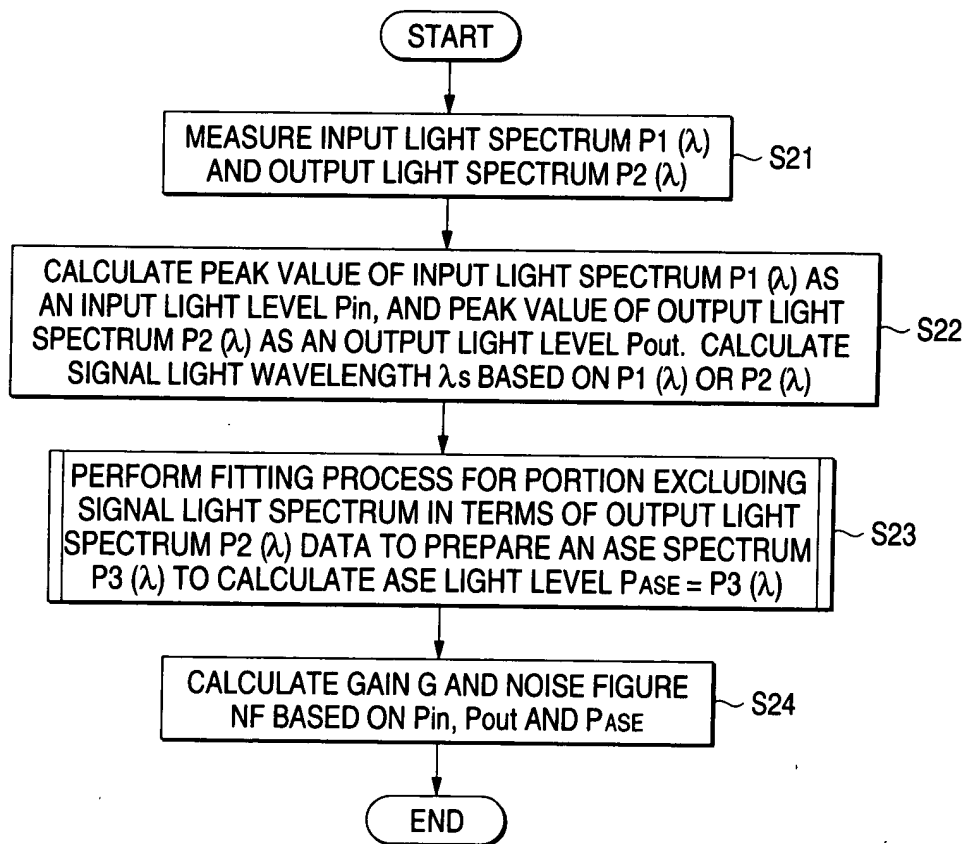 START
MEASURE INPUT LIGHT SPECTRUM P1 (λ)
AND OUTPUT LIGHT SPECTRUM P2 (λ)
S21
CALCULATE PEAK VALUE OF INPUT LIGHT SPECTRUM P1 (λ) AS
AN INPUT LIGHT LEVEL Pin, AND PEAK VALUE OF OUTPUT LIGHT
SPECTRUM P2 (λ) AS AN OUTPUT LIGHT LEVEL Pout. CALCULATE
SIGNAL LIGHT WAVELENGTH λs BASED ON P1 (λ) OR P2 (λ)
S22
PERFORM FITTING PROCESS FOR PORTION EXCLUDING
SIGNAL LIGHT SPECTRUM IN TERMS OF OUTPUT LIGHT
SPECTRUM P2 (λ) DATA TO PREPARE AN ASE SPECTRUM
P3 (λ) TO CALCULATE ASE LIGHT LEVEL PASE = P3 (λ)
S23
CALCULATE GAIN G AND NOISE FIGURE
NF BASED ON Pin, Pout AND PASE
S24
END